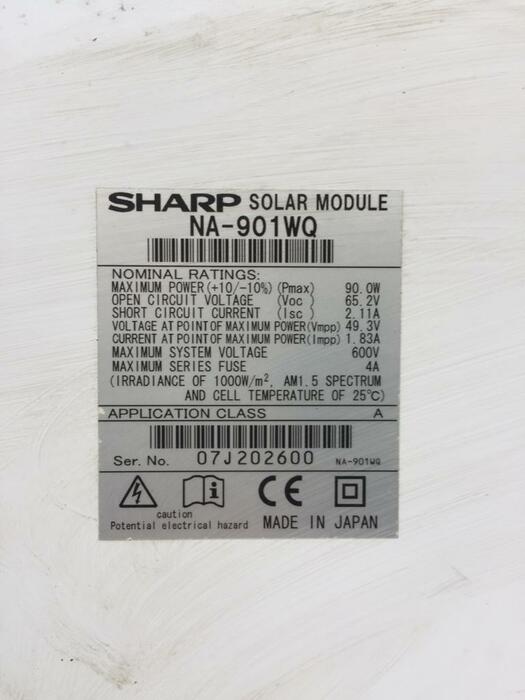 SHARP SOLAR MODULE
NA-901WQ
NOMINAL RATINGS:
MAXIMUM POWER (+10/-10%) (Pmax) 90.0W
OPEN CIRCUIT VOLTAGE (Voc) 65.2V
SHORT CIRCUIT CURRENT (Isc) 2.11A
VOLTAGE AT POINT OF MAXIMUM POWER(Vmpp) 49.3V
CURRENT AT POINT OF MAXIMUM POWER(Impp) 1.83A
MAXIMUM SYSTEM VOLTAGE 600V
MAXIMUM SERIES FUSE 4A
(IRRADIANCE OF 1000W/m², AM1.5 SPECTRUM
AND CELL TEMPERATURE OF 25℃)
APPLICATION CLASS A
Ser. No. 07J202600 NA-901WQ
i CE
caution
Potential electrical hazard MADE IN JAPAN